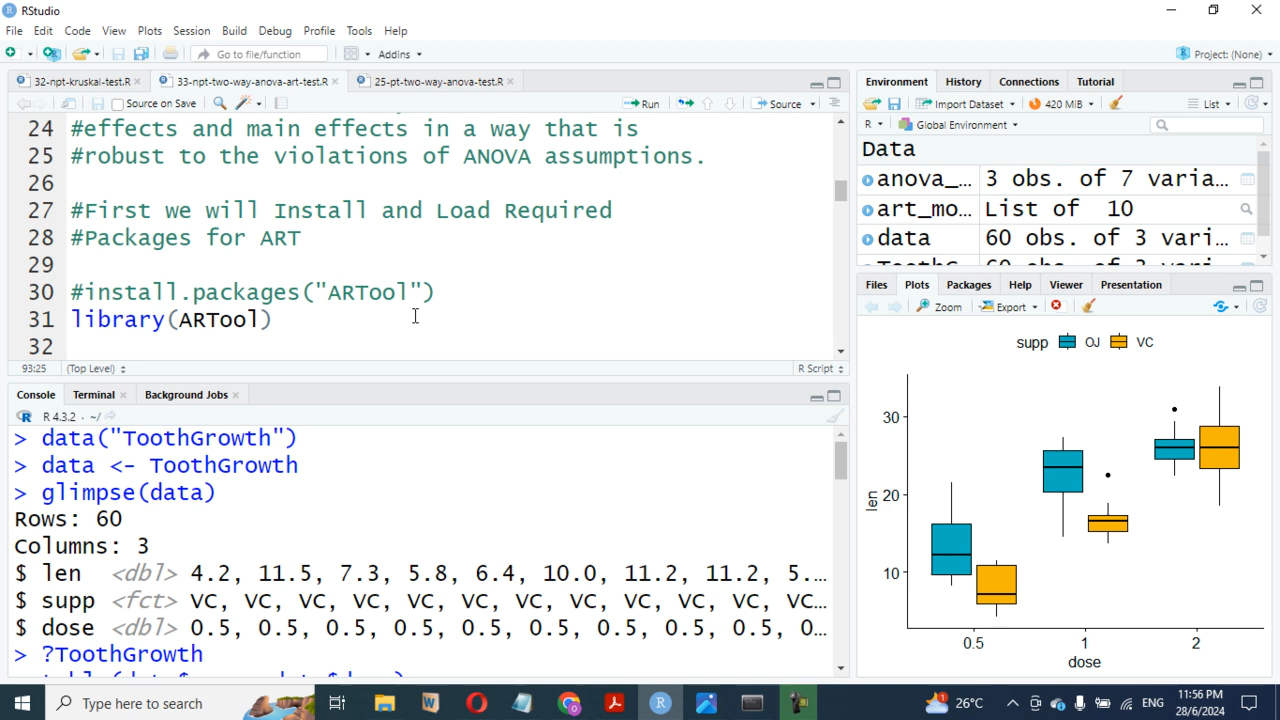 RStudio
File Edit Code View Plots Session Build Debug Profile Tools Help
Go to file/function Addins Project: (None)
32-npt-kruskal-test.R 33-npt-two-way-anova-art-test.R 25-pt-two-way-anova-test.R
Source on Save Run Source
24 #effects and main effects in a way that is
25 #robust to the violations of ANOVA assumptions.
26
27 #First we will Install and Load Required
28 #Packages for ART
29
30 #install.packages("ARTool")
31 library(ARTool)
32
93:25 (Top Level) R Script
Console Terminal Background Jobs
R 4.3.2 · ~/
> data("ToothGrowth")
> data <- ToothGrowth
> glimpse(data)
Rows: 60
Columns: 3
$ len <dbl> 4.2, 11.5, 7.3, 5.8, 6.4, 10.0, 11.2, 11.2, 5.…
$ supp <fct> VC, VC, VC, VC, VC, VC, VC, VC, VC, VC, VC, VC…
$ dose <dbl> 0.5, 0.5, 0.5, 0.5, 0.5, 0.5, 0.5, 0.5, 0.5, 0…
> ?ToothGrowth
Environment History Connections Tutorial
Import Dataset 420 MiB List
R Global Environment
Data
anova_... 3 obs. of 7 varia...
art_mo... List of 10
data 60 obs. of 3 vari...
Files Plots Packages Help Viewer Presentation
Zoom Export
supp OJ VC
30
20
10
len
0.5 1 2
dose
Type here to search
26°C ENG 11:56 PM
28/6/2024